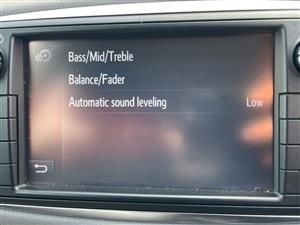 Bass/Mid/Treble
Balance/Fader
Automatic sound leveling Low